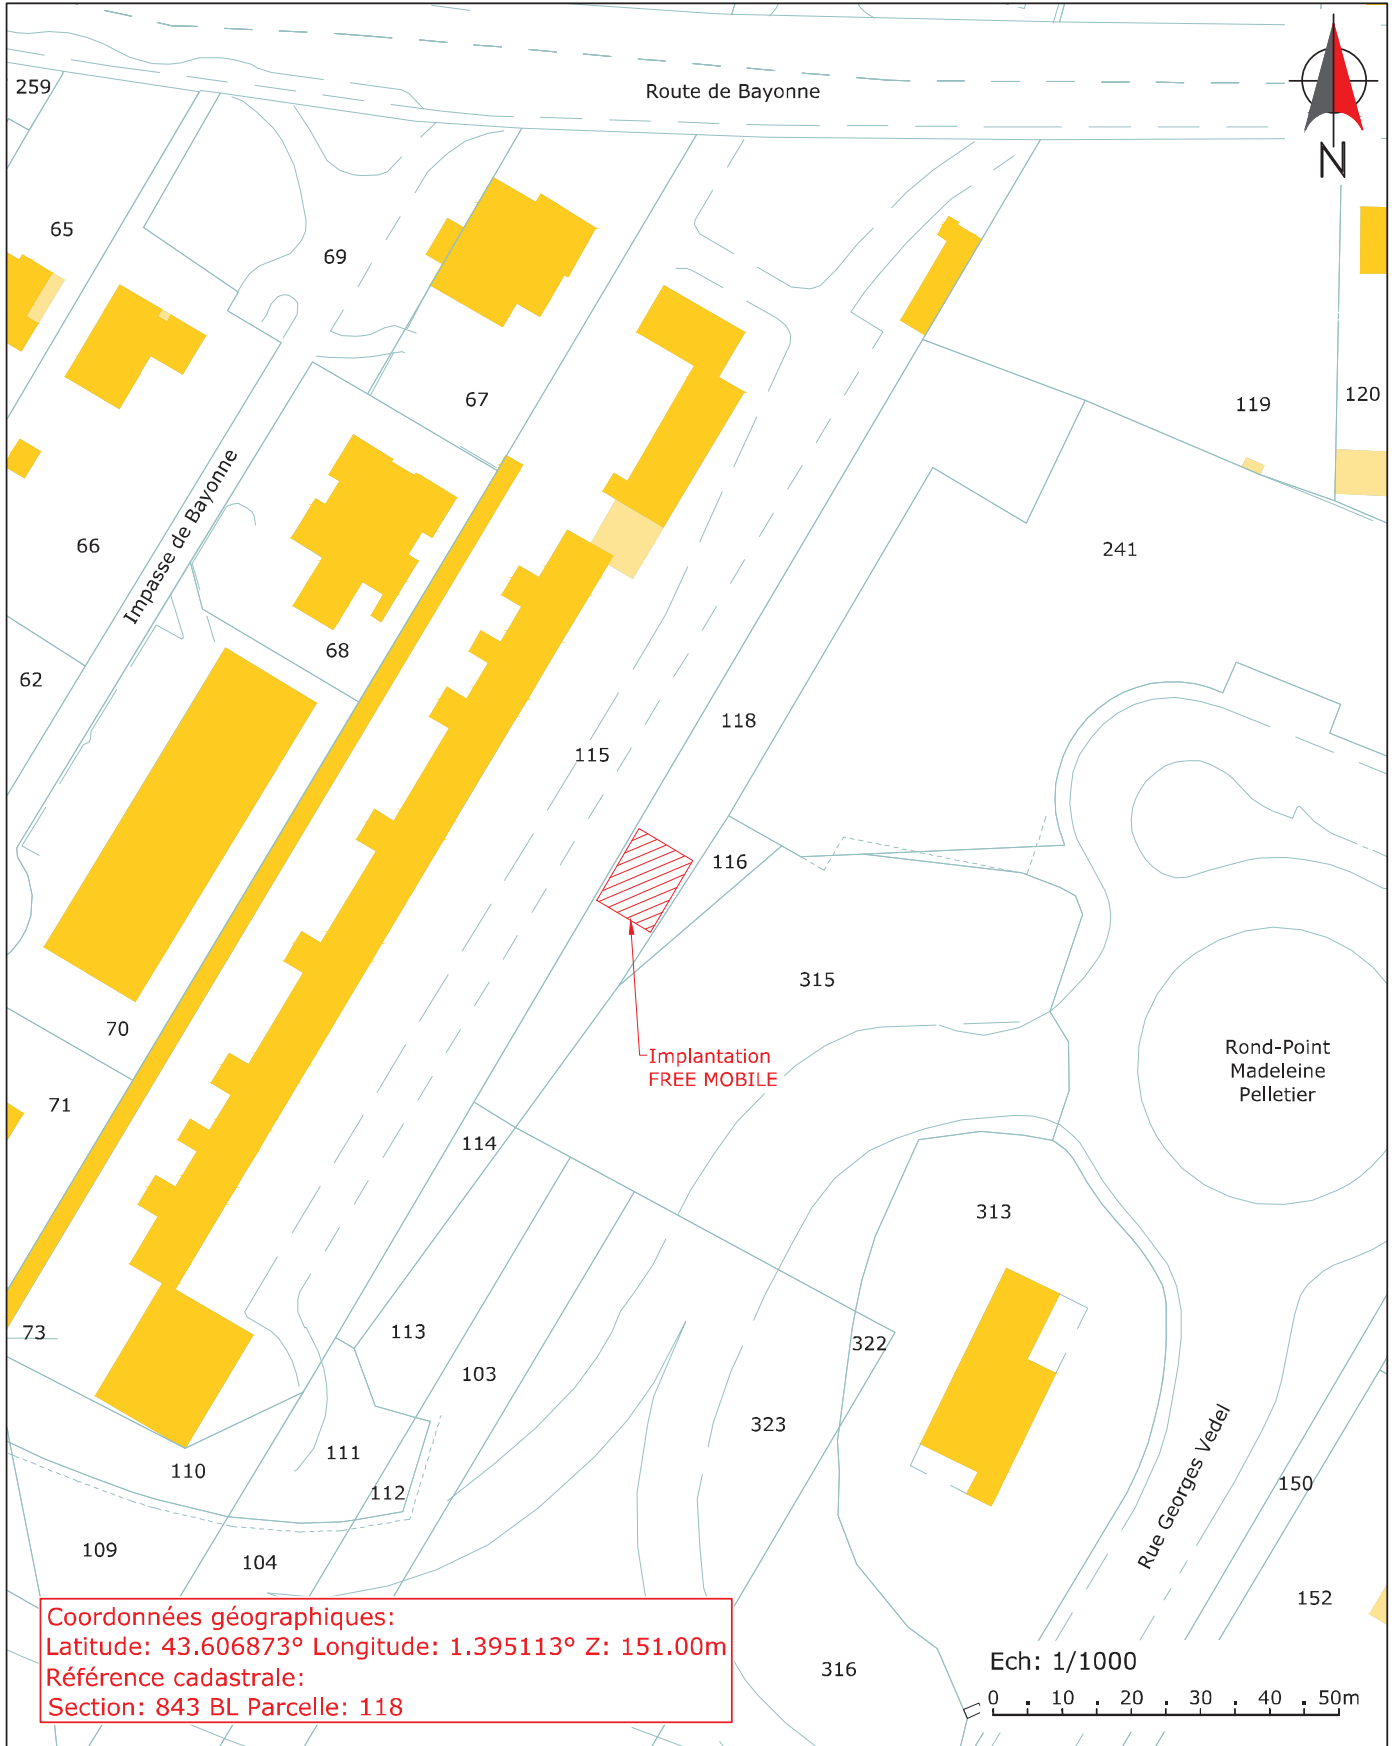 259
Route de Bayonne
N
65
69
67
119
120
Impasse de Bayonne
66
241
68
62
118
115
116
315
70
Implantation
FREE MOBILE
Rond-Point
Madeleine
Pelletier
71
114
313
73
113
322
103
323
111
110
112
Rue Georges Vedel
150
109
104
152
Coordonnées géographiques:
Latitude: 43.606873° Longitude: 1.395113° Z: 151.00m
Référence cadastrale:
Section: 843 BL Parcelle: 118
316
Ech: 1/1000
0 10 20 30 40 50m